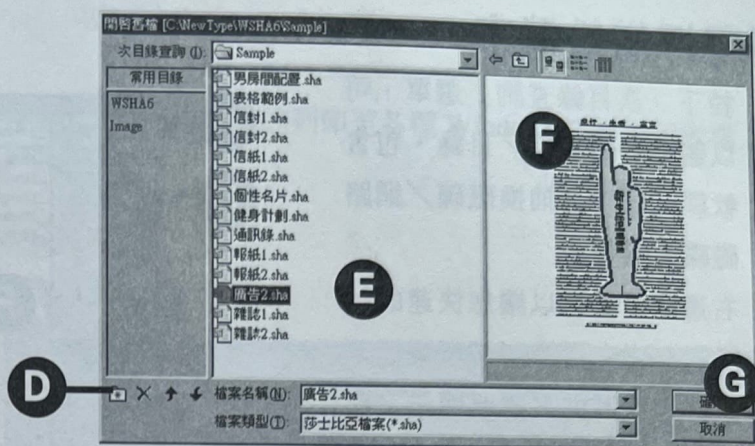 開啓舊檔 [C:\NewType\WSHA6\Sample]
次目錄查詢(I): Sample
常用目錄
WSHA6
Image
男房間配置.sha
表格範例.sha
信封1.sha
信封2.sha
信紙1.sha
信紙2.sha
個性名片.sha
健身計劃.sha
通訊錄.sha
報紙1.sha
報紙2.sha
廣告2.sha
雜誌1.sha
雜誌2.sha
D
E
F
G
檔案名稱(N): 廣告2.sha
檔案類型(T): 莎士比亞檔案(*.sha)
取消